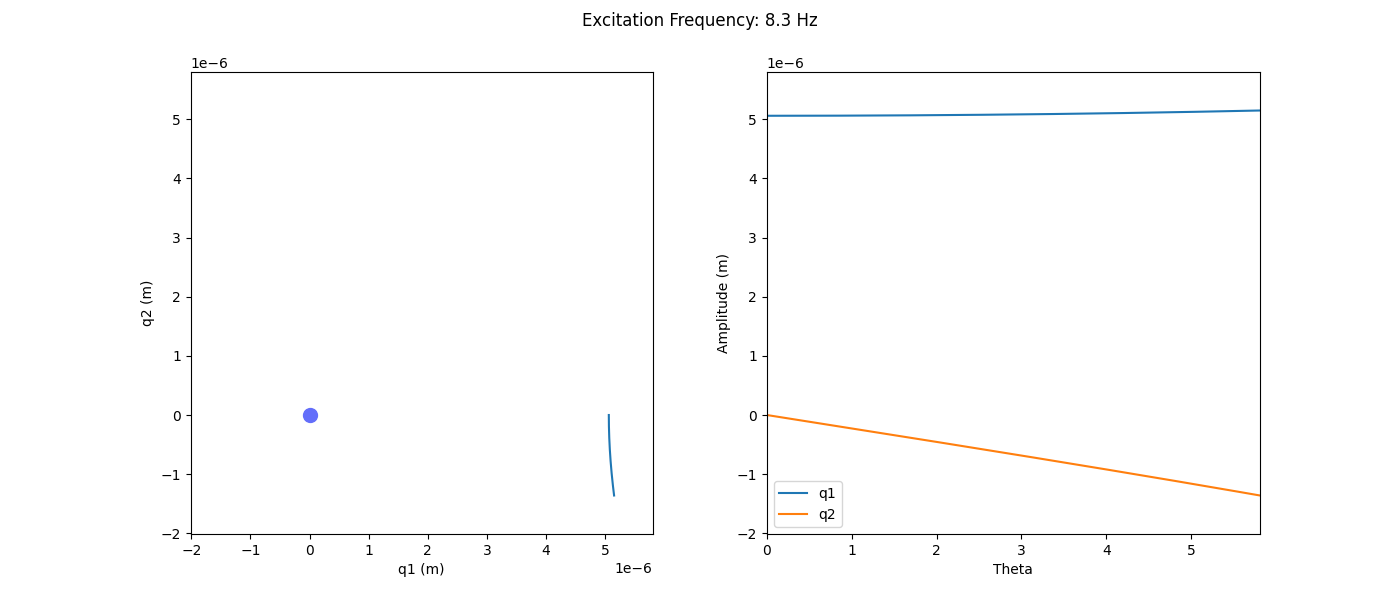 Excitation Frequency: 8.3 Hz
1e−6
5
4
3
2
1
0
−1
−2
q2 (m)
−2 −1 0 1 2 3 4 5
q1 (m)
1e−6
1e−6
5
4
3
2
1
0
−1
−2
Amplitude (m)
q1
q2
0 1 2 3 4 5
Theta